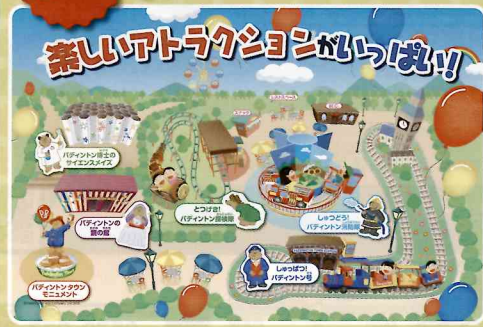 楽しいアトラクションがいっぱい!!
パディントン博士の
サイエンスメイズ
パディントンの
鏡の館
パディントンタウン
モニュメント
とつげき!
パディントン探検隊
しゅつどう!
パディントン消防隊
しゅっぱつ!
パディントン号